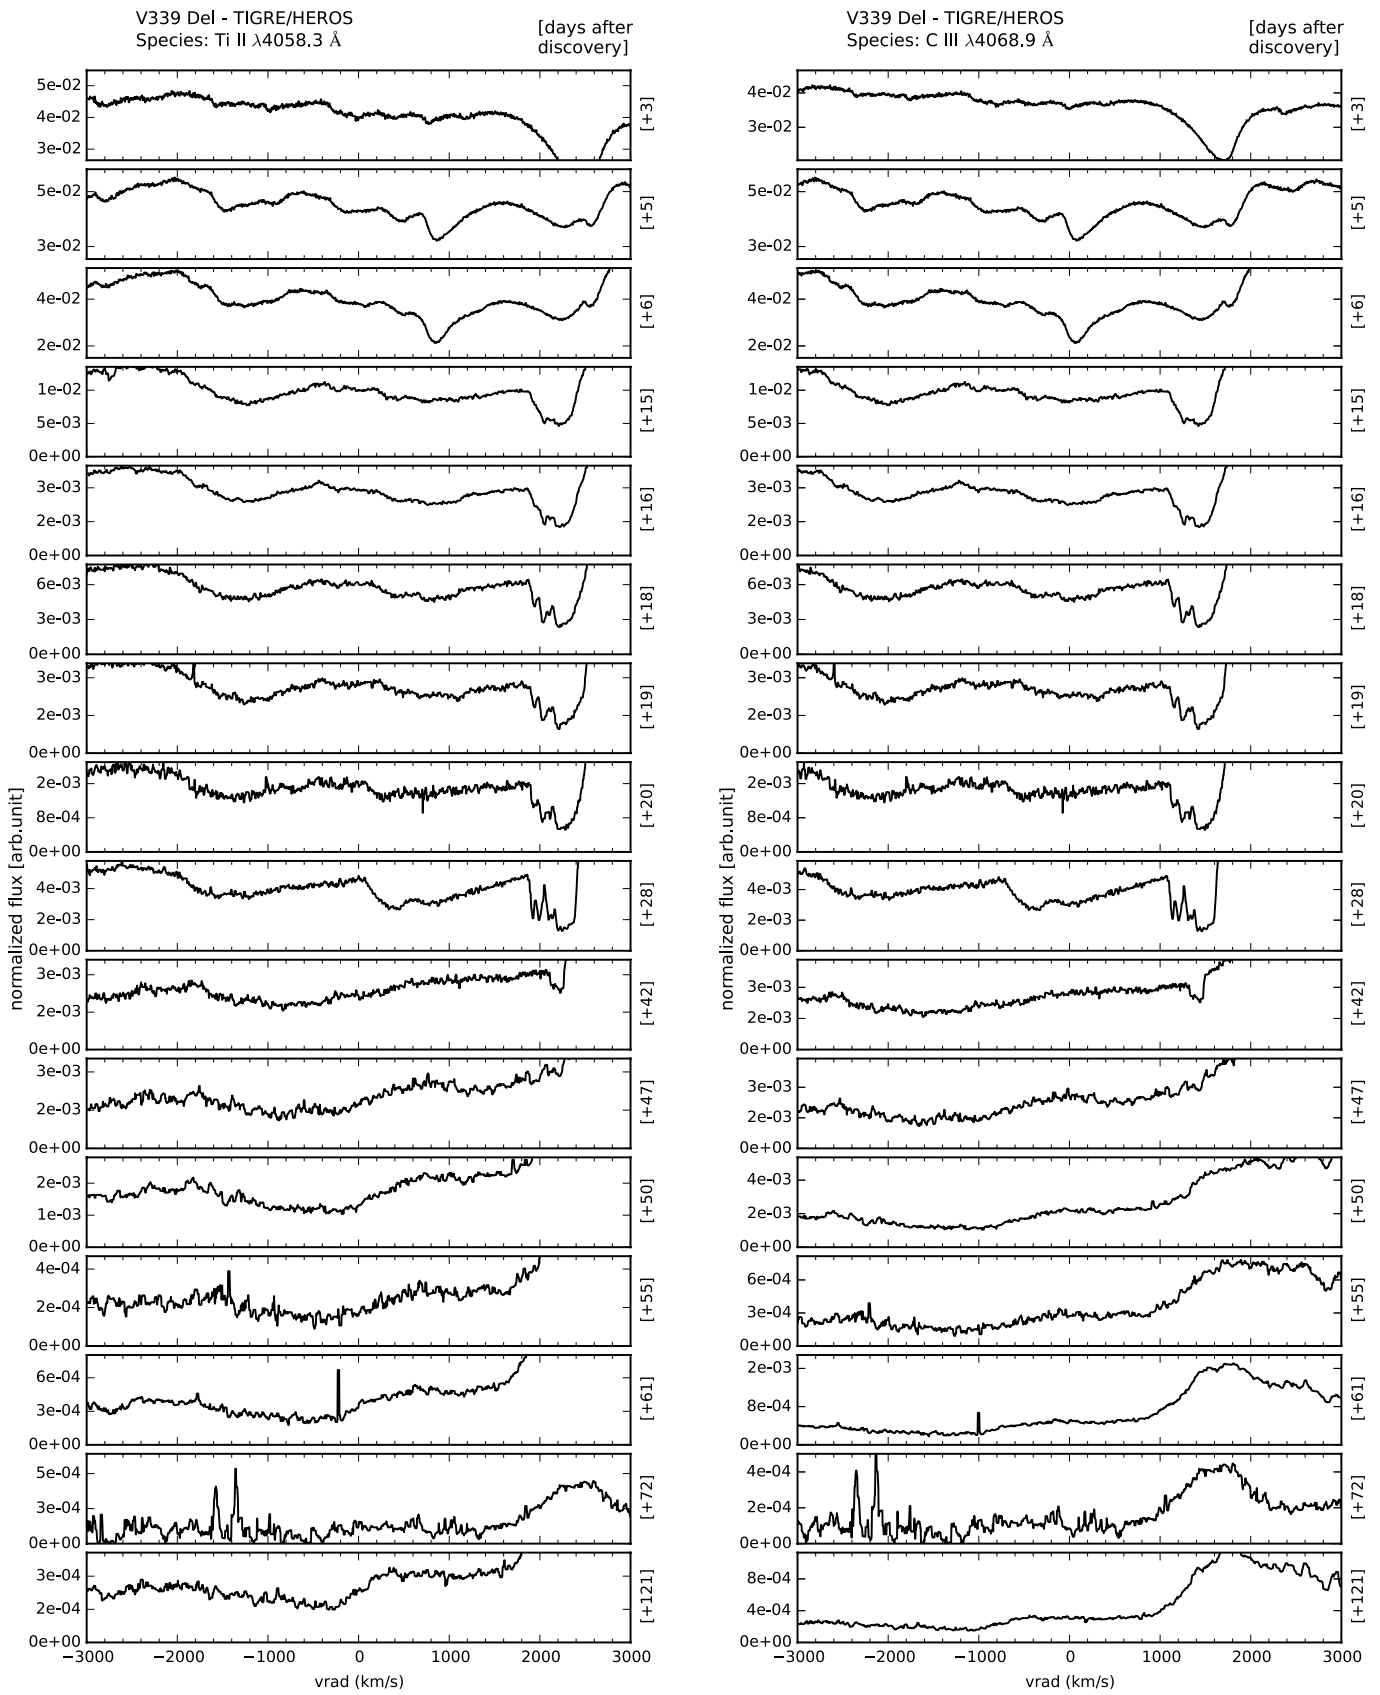 V339 Del - TIGRE/HEROS
Species: Ti II λ4058.3 Å
[days after
discovery]
5e-02
4e-02
3e-02
[+3]
5e-02
3e-02
[+5]
4e-02
2e-02
[+6]
1e-02
5e-03
0e+00
[+15]
3e-03
2e-03
0e+00
[+16]
6e-03
3e-03
0e+00
[+18]
3e-03
2e-03
0e+00
[+19]
2e-03
8e-04
0e+00
[+20]
4e-03
2e-03
0e+00
[+28]
3e-03
2e-03
0e+00
[+42]
3e-03
2e-03
0e+00
[+47]
2e-03
1e-03
0e+00
[+50]
4e-04
2e-04
0e+00
[+55]
6e-04
3e-04
0e+00
[+61]
5e-04
3e-04
0e+00
[+72]
3e-04
2e-04
0e+00
[+121]
normalized flux [arb.unit]
−3000 −2000 −1000 0 1000 2000 3000
vrad (km/s)
V339 Del - TIGRE/HEROS
Species: C III λ4068.9 Å
[days after
discovery]
4e-02
3e-02
[+3]
5e-02
3e-02
[+5]
4e-02
2e-02
[+6]
1e-02
5e-03
0e+00
[+15]
3e-03
2e-03
0e+00
[+16]
6e-03
3e-03
0e+00
[+18]
3e-03
2e-03
0e+00
[+19]
2e-03
8e-04
0e+00
[+20]
4e-03
2e-03
0e+00
[+28]
3e-03
2e-03
0e+00
[+42]
3e-03
2e-03
0e+00
[+47]
4e-03
2e-03
0e+00
[+50]
6e-04
3e-04
0e+00
[+55]
2e-03
8e-04
0e+00
[+61]
4e-04
2e-04
0e+00
[+72]
8e-04
4e-04
0e+00
[+121]
normalized flux [arb.unit]
−3000 −2000 −1000 0 1000 2000 3000
vrad (km/s)